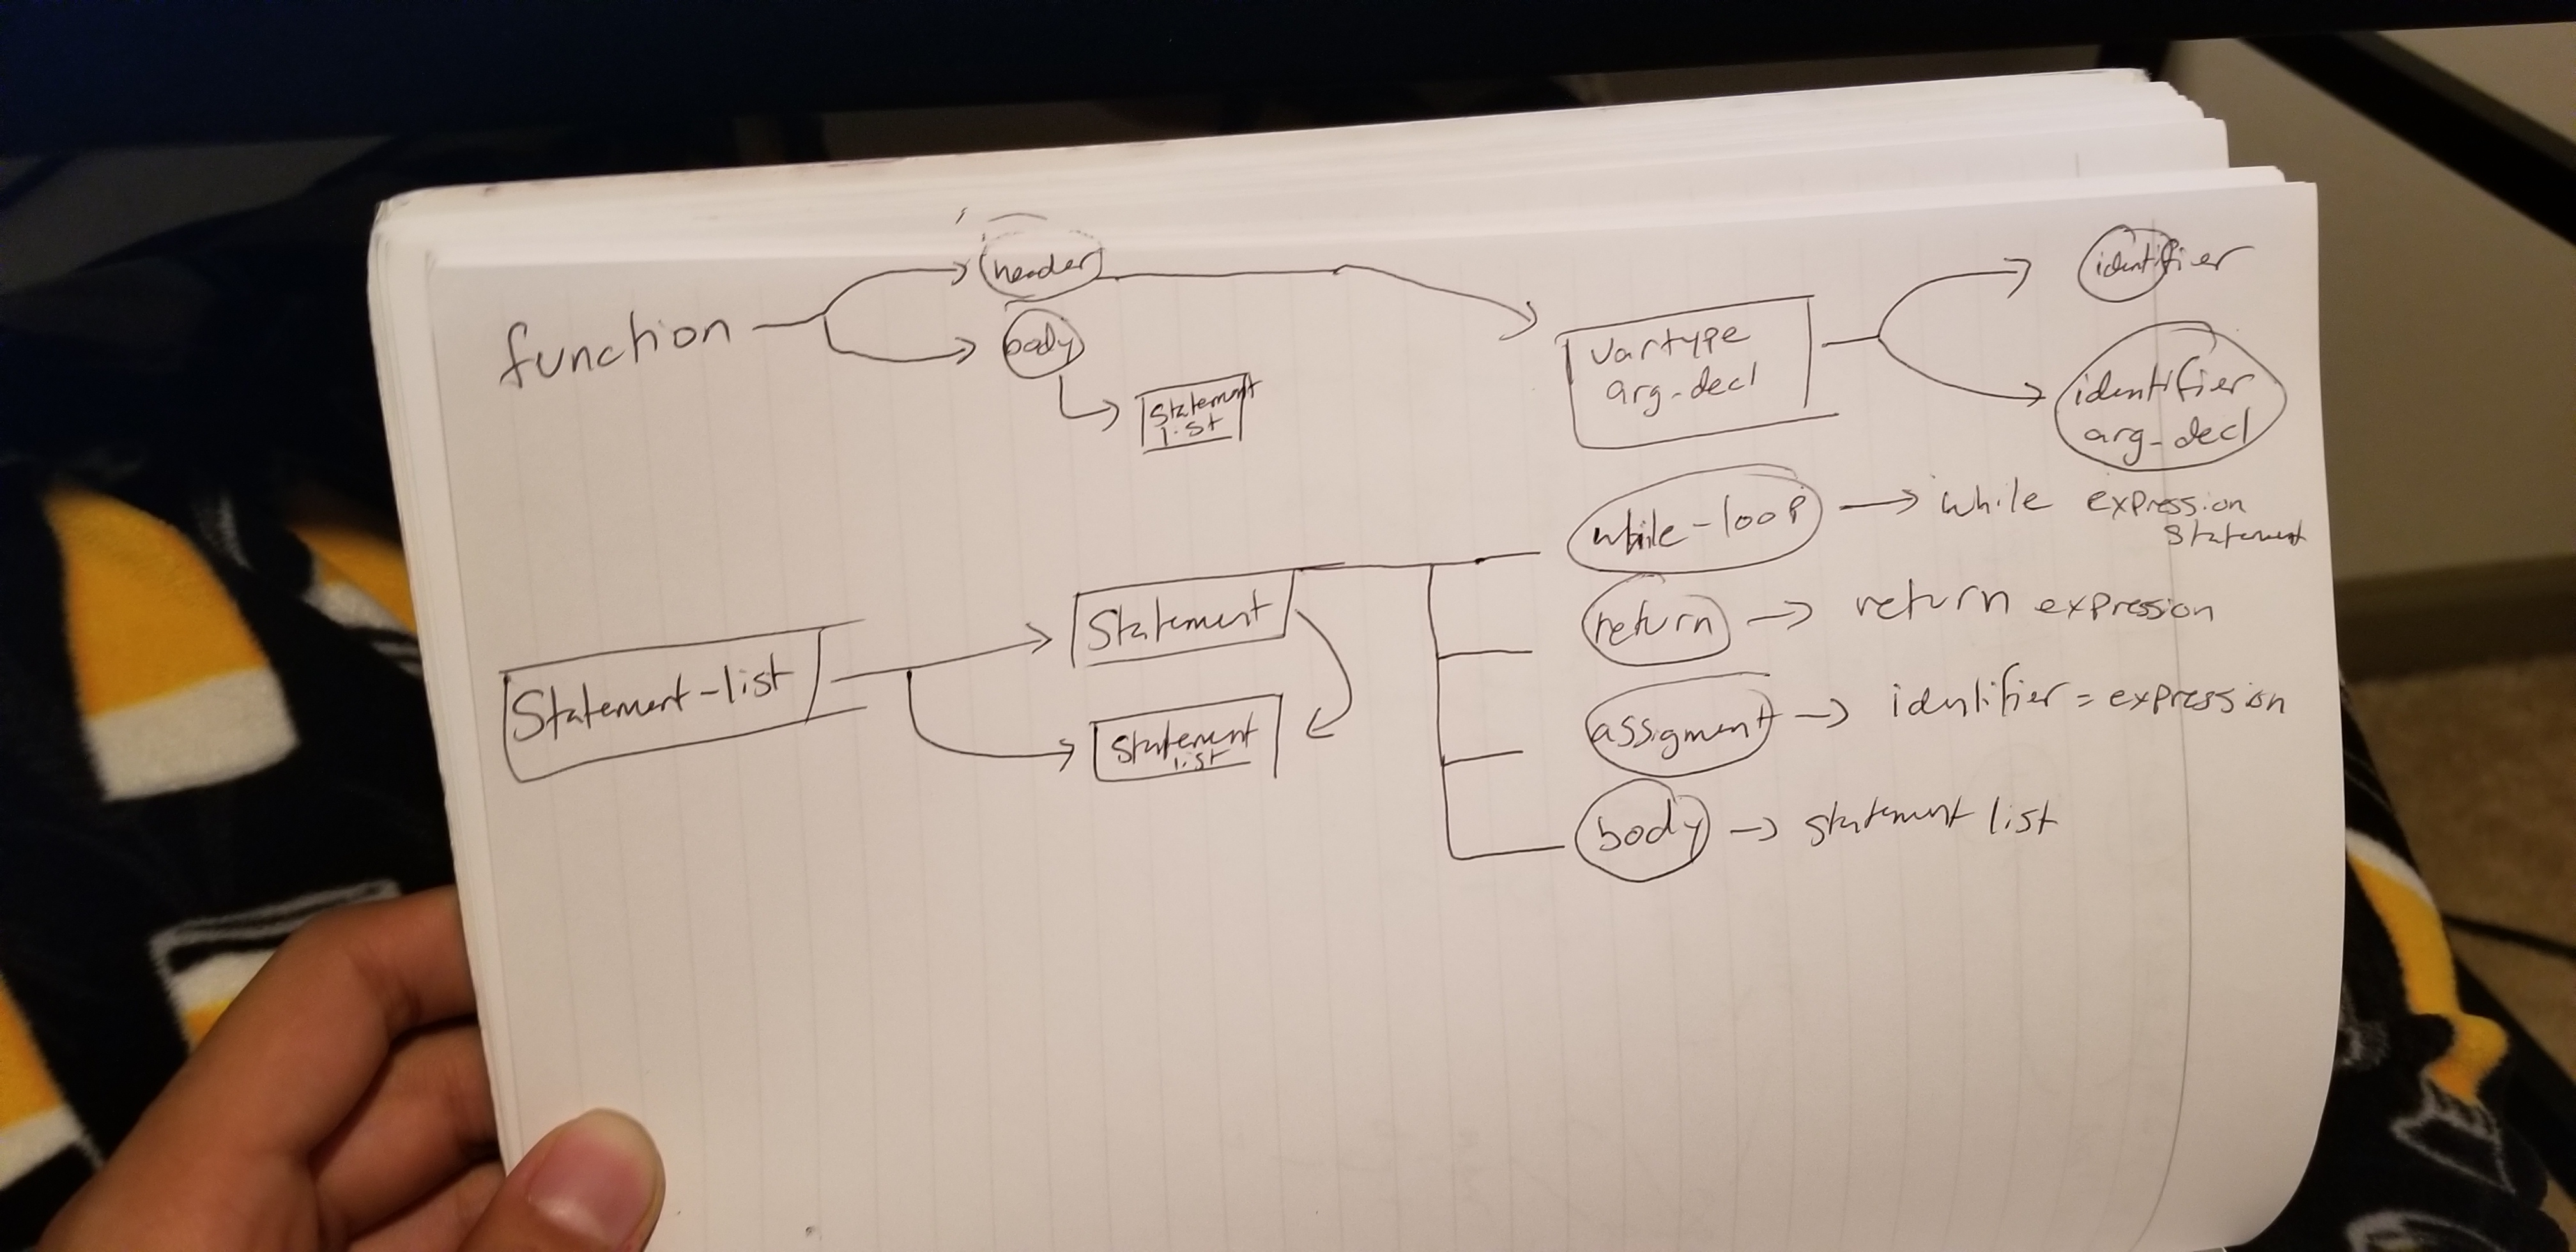 function
header
body
Statement
list
Vartype
arg-decl
identifier
identifier
arg-decl
Statement-list
Statement
Statement
list
while-loop → while expression
Statement
return → return expression
assigment → identifier = expression
body → statement list